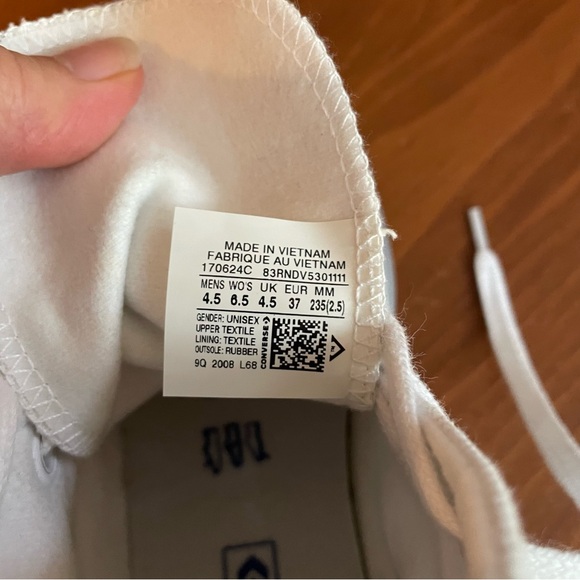 MADE IN VIETNAM
FABRIQUE AU VIETNAM
170624C 83RNDV5301111
MENS WO'S UK EUR MM
4.5 6.5 4.5 37 235(2.5)
GENDER: UNISEX
UPPER: TEXTILE
LINING: TEXTILE
OUTSOLE: RUBBER
CONVERSE
9Q 2008 L68